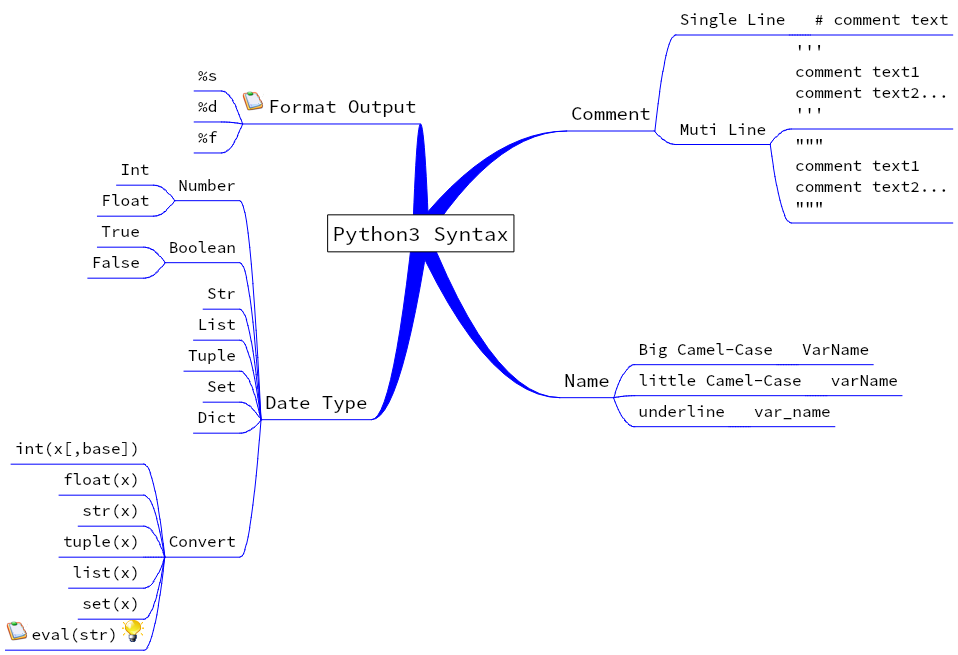 Python3 Syntax
Comment
Single Line # comment text
Muti Line
'''
comment text1
comment text2...
'''
"""
comment text1
comment text2...
"""
Name
Big Camel-Case VarName
little Camel-Case varName
underline var_name
Format Output
%s
%d
%f
Date Type
Number
Int
Float
Boolean
True
False
Str
List
Tuple
Set
Dict
Convert
int(x[,base])
float(x)
str(x)
tuple(x)
list(x)
set(x)
eval(str)